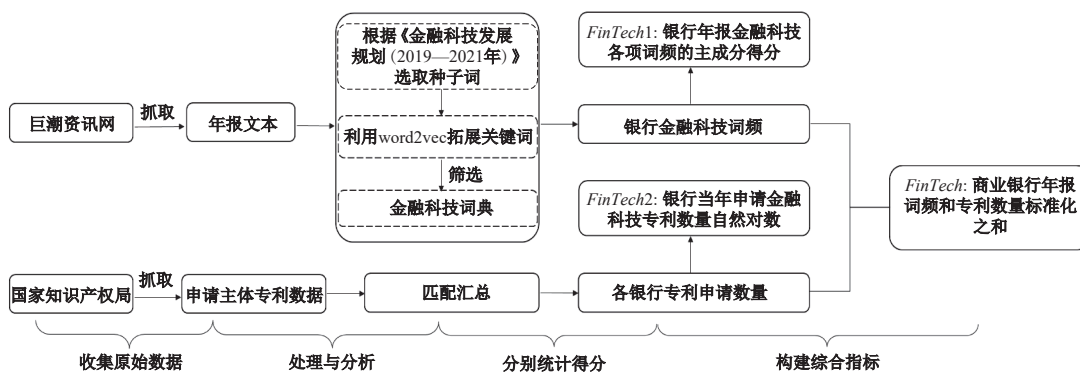 根据《金融科技发展
规划(2019—2021年)》
选取种子词
FinTech1: 银行年报金融科技
各项词频的主成分得分
巨潮资讯网
抓取
年报文本
利用word2vec拓展关键词
银行金融科技词频
筛选
金融科技词典
FinTech2: 银行当年申请金融
科技专利数量自然对数
FinTech: 商业银行年报
词频和专利数量标准化
之和
国家知识产权局
抓取
申请主体专利数据
匹配汇总
各银行专利申请数量
收集原始数据
处理与分析
分别统计得分
构建综合指标